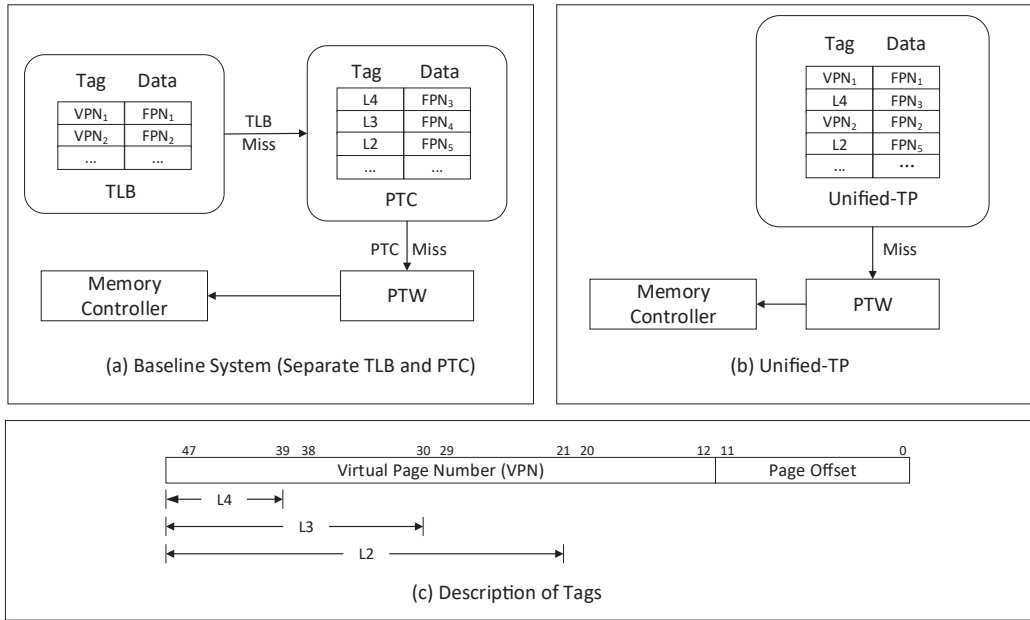 Tag Data
VPN₁ FPN₁
VPN₂ FPN₂
... ...
TLB
TLB
Miss
Tag Data
L4 FPN₃
L3 FPN₄
L2 FPN₅
... ...
PTC
PTC Miss
Memory
Controller
PTW
(a) Baseline System (Separate TLB and PTC)
Tag Data
VPN₁ FPN₁
L4 FPN₃
VPN₂ FPN₂
L2 FPN₅
... ...
Unified-TP
Miss
Memory
Controller
PTW
(b) Unified-TP
47 39 38 30 29 21 20 12 11 0
Virtual Page Number (VPN) Page Offset
L4
L3
L2
(c) Description of Tags